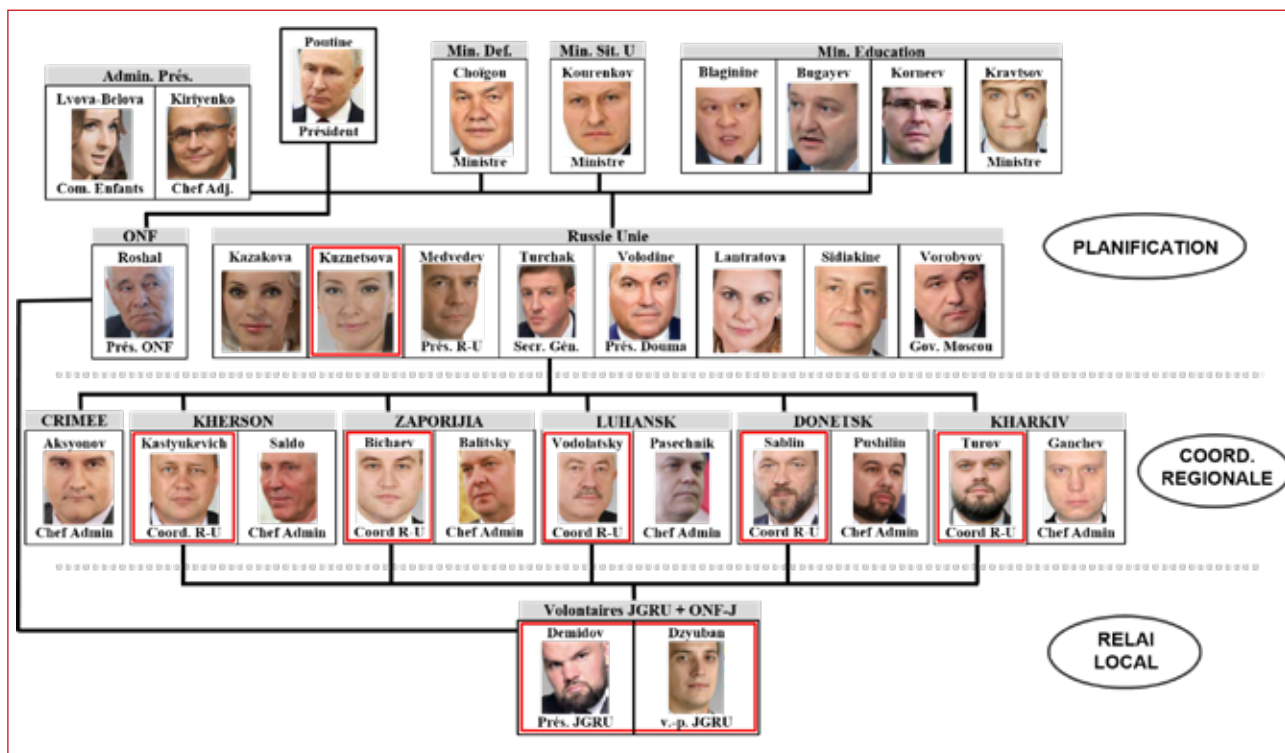 Poutine
Président
Admin. Prés.
Lvova-Belova
Kiriyenko
Com. Enfants
Chef Adj.
Min. Def.
Choïgou
Ministre
Min. Sit. U
Kourenkov
Ministre
Min. Education
Blaginine
Bugayev
Korneev
Kravtsov
Ministre
PLANIFICATION
ONF
Roshal
Prés. ONF
Russie Unie
Kazakova
Kuznetsova
Medvedev
Turchak
Volodine
Lantratova
Sidiakine
Vorobyov
Prés. R-U
Secr. Gén.
Prés. Douma
Gov. Moscou
CRIMEE
Aksyonov
Chef Admin
KHERSON
Kastyukevich
Saldo
Coord. R-U
Chef Admin
ZAPORIJIA
Bichaev
Balitsky
Coord R-U
Chef Admin
LUHANSK
Vodolatsky
Pasechnik
Coord R-U
Chef Admin
DONETSK
Sablin
Pushilin
Coord R-U
Chef Admin
KHARKIV
Turov
Ganchev
Coord R-U
Chef Admin
COORD.
REGIONALE
Volontaires JGRU + ONF-J
Demidov
Dzyuban
Prés. JGRU
v.-p. JGRU
RELAI
LOCAL